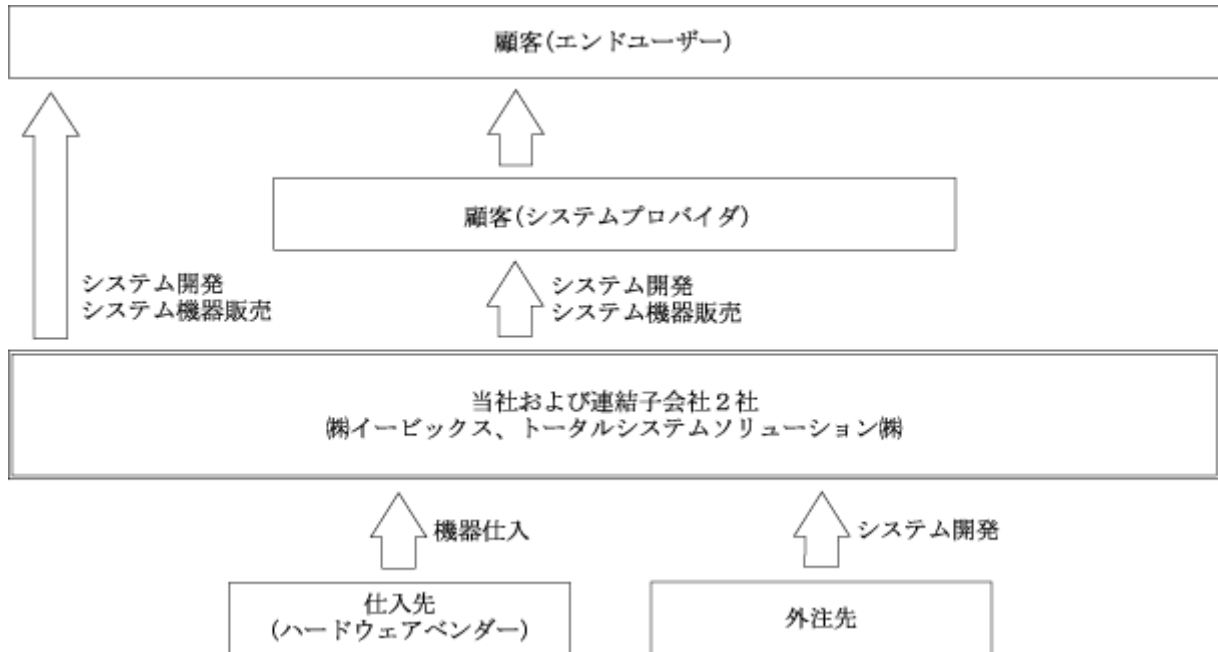 顧客(エンドユーザー)
顧客(システムプロバイダ)
システム開発
システム機器販売
システム開発
システム機器販売
当社および連結子会社２社
㈱イービックス、トータルシステムソリューション㈱
機器仕入
システム開発
仕入先
(ハードウェアベンダー)
外注先